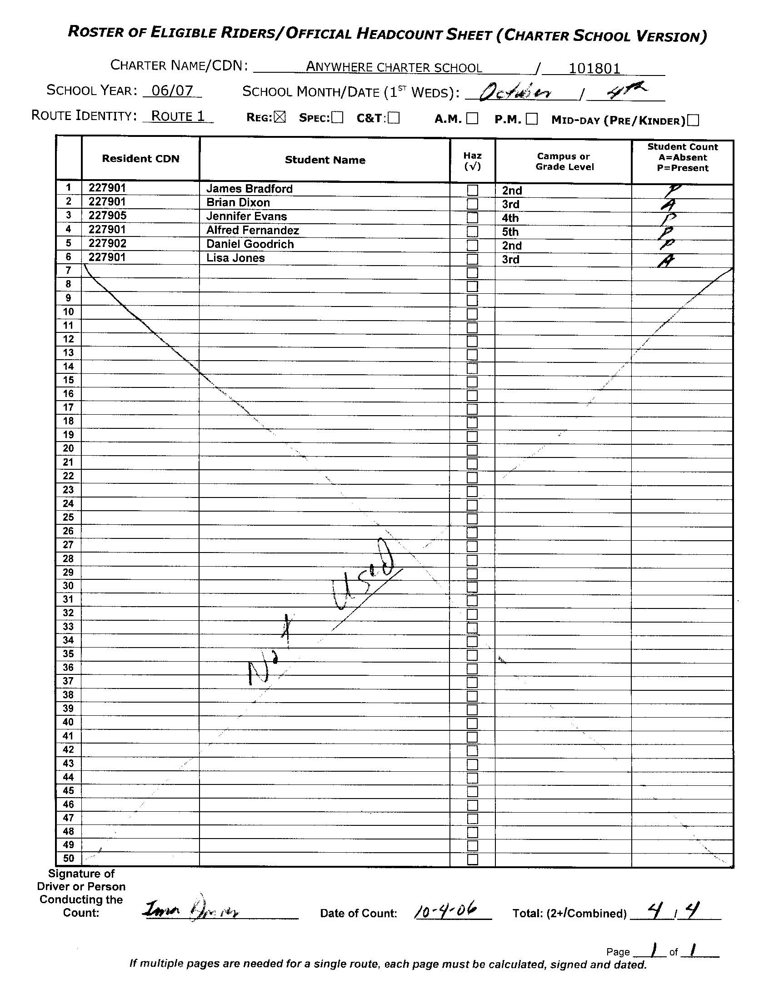 ROSTER OF ELIGIBLE RIDERS/OFFICIAL HEADCOUNT SHEET (CHARTER SCHOOL VERSION)
CHARTER NAME/CDN: ANYWHERE CHARTER SCHOOL / 101801
SCHOOL YEAR: 06/07 SCHOOL MONTH/DATE (1ST WEDS): October / 4th
ROUTE IDENTITY: ROUTE 1 REG:☒ SPEC:☐ C&T:☐ A.M. ☐ P.M. ☐ MID-DAY (PRE/KINDER)☐
Resident CDN Student Name Haz (√) Campus or Grade Level Student Count A=Absent P=Present
1 227901 James Bradford ☐ 2nd P
2 227901 Brian Dixon ☐ 3rd A
3 227905 Jennifer Evans ☐ 4th P
4 227901 Alfred Fernandez ☐ 5th P
5 227902 Daniel Goodrich ☐ 2nd P
6 227901 Lisa Jones ☐ 3rd A
7 ☐
8 ☐
9 ☐
10 ☐
11 ☐
12 ☐
13 ☐
14 ☐
15 ☐
16 ☐
17 ☐
18 ☐
19 ☐
20 ☐
21 ☐
22 ☐
23 ☐
24 ☐
25 ☐
26 ☐
27 ☐
28 ☐
29 ☐
30 ☐
31 ☐
32 ☐
33 ☐
34 ☐
35 ☐
36 ☐
37 ☐
38 ☐
39 ☐
40 ☐
41 ☐
42 ☐
43 ☐
44 ☐
45 ☐
46 ☐
47 ☐
48 ☐
49 ☐
50 ☐
Not Used
Signature of
Driver or Person
Conducting the
Count: Ima Driver Date of Count: 10-4-06 Total: (2+/Combined) 4 / 4
Page 1 of 1
If multiple pages are needed for a single route, each page must be calculated, signed and dated.